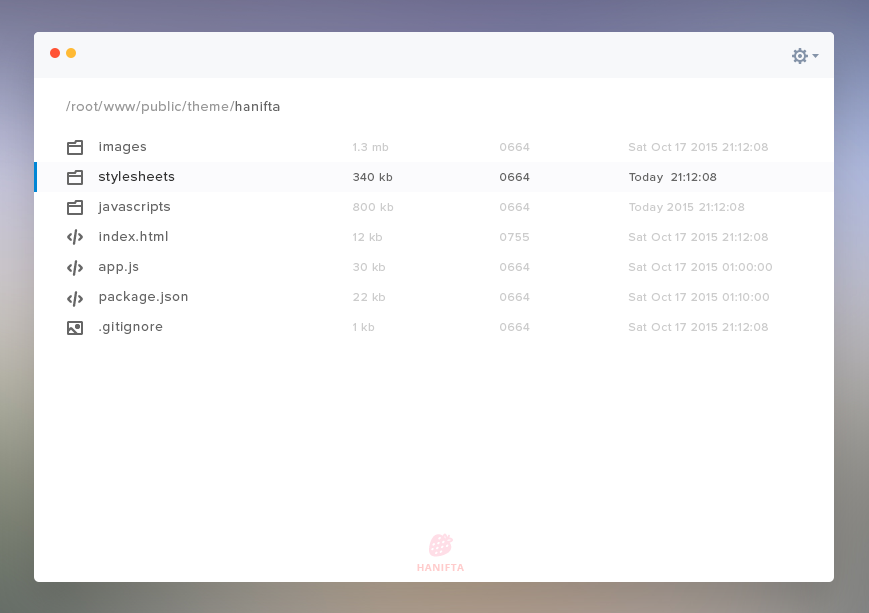 /root/www/public/theme/hanifta
images 1.3 mb 0664 Sat Oct 17 2015 21:12:08
stylesheets 340 kb 0664 Today 21:12:08
javascripts 800 kb 0664 Today 2015 21:12:08
index.html 12 kb 0755 Sat Oct 17 2015 21:12:08
app.js 30 kb 0664 Sat Oct 17 2015 01:00:00
package.json 22 kb 0664 Sat Oct 17 2015 01:10:00
.gitignore 1 kb 0664 Sat Oct 17 2015 21:12:08
HANIFTA